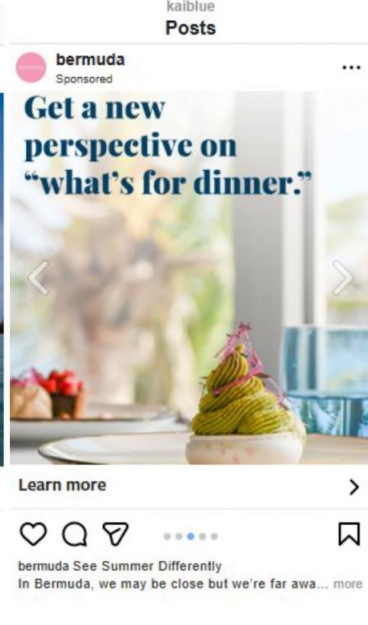 kaiblue
Posts
bermuda
Sponsored
Get a new
perspective on
“what’s for dinner.”
Learn more
bermuda See Summer Differently
In Bermuda, we may be close but we're far awa... more